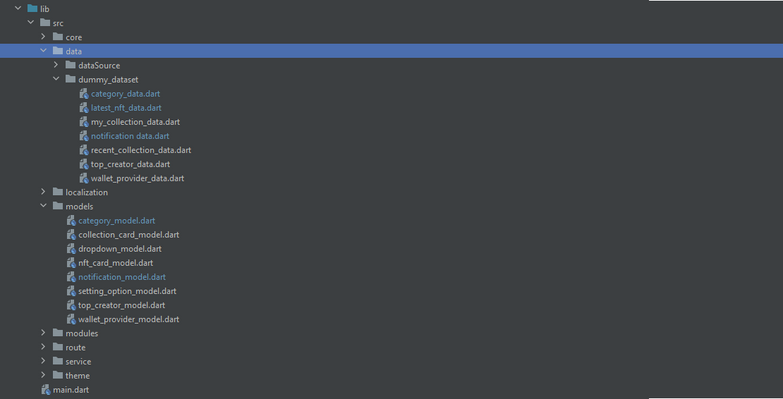 lib
src
core
data
dataSource
dummy_dataset
category_data.dart
latest_nft_data.dart
my_collection_data.dart
notification data.dart
recent_collection_data.dart
top_creator_data.dart
wallet_provider_data.dart
localization
models
category_model.dart
collection_card_model.dart
dropdown_model.dart
nft_card_model.dart
notification_model.dart
setting_option_model.dart
top_creator_model.dart
wallet_provider_model.dart
modules
route
service
theme
main.dart